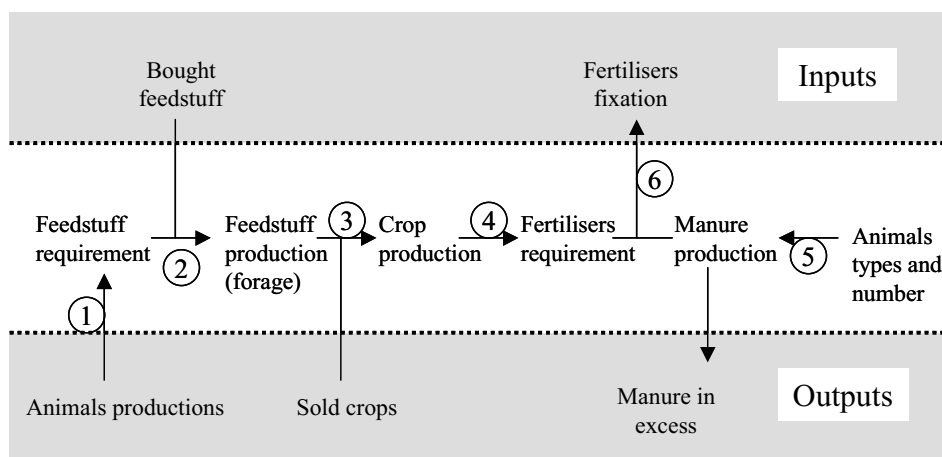 Bought
feedstuff
Fertilisers
fixation
Inputs
6
Feedstuff
requirement
2
Feedstuff
production
(forage)
3
Crop
production
4
Fertilisers
requirement
Manure
production
5
Animals
types and
number
1
Animals productions
Sold crops
Manure in
excess
Outputs